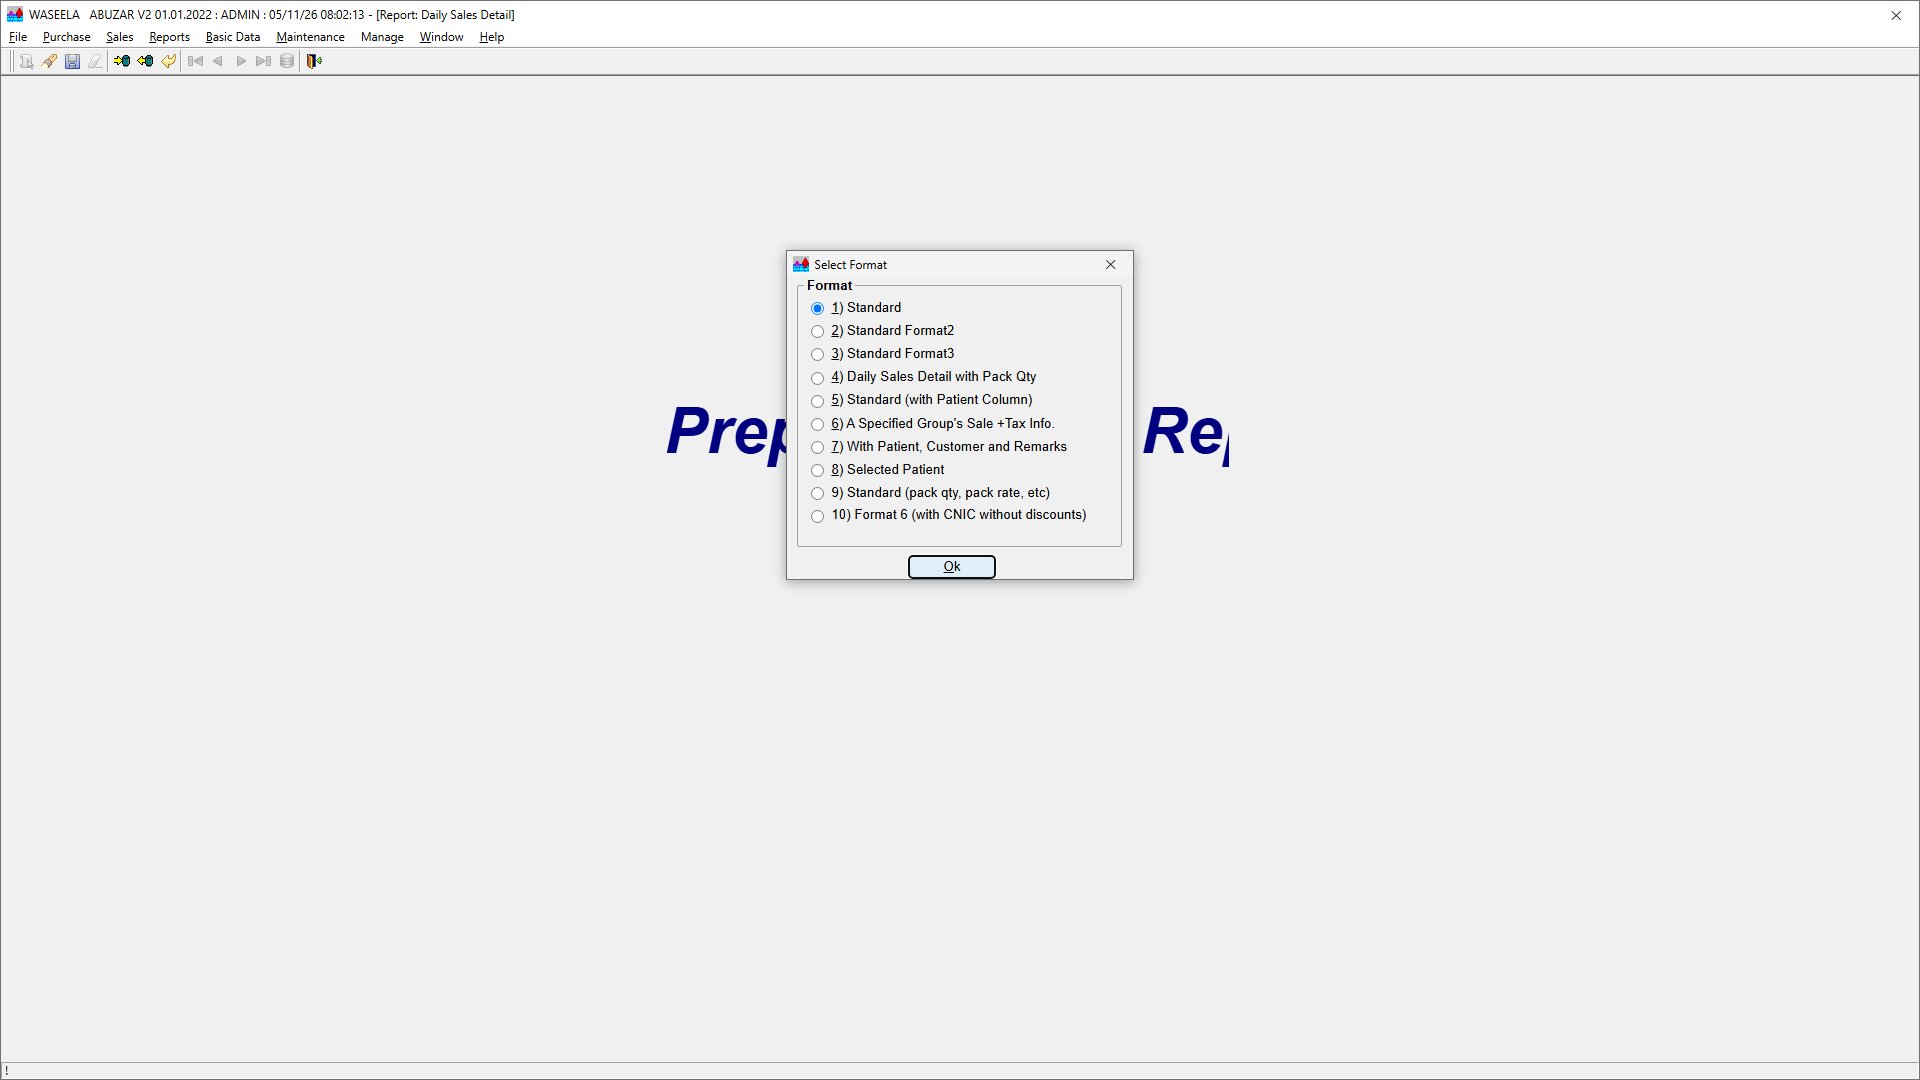 WASEELA   ABUZAR V2 01.01.2022 : ADMIN : 05/11/26 08:02:13 - [Report: Daily Sales Detail]
File Purchase Sales Reports Basic Data Maintenance Manage Window Help
Select Format
Format
1) Standard
2) Standard Format2
3) Standard Format3
4) Daily Sales Detail with Pack Qty
5) Standard (with Patient Column)
6) A Specified Group's Sale +Tax Info.
7) With Patient, Customer and Remarks
8) Selected Patient
9) Standard (pack qty, pack rate, etc)
10) Format 6 (with CNIC without discounts)
Ok
Prep Rep
!